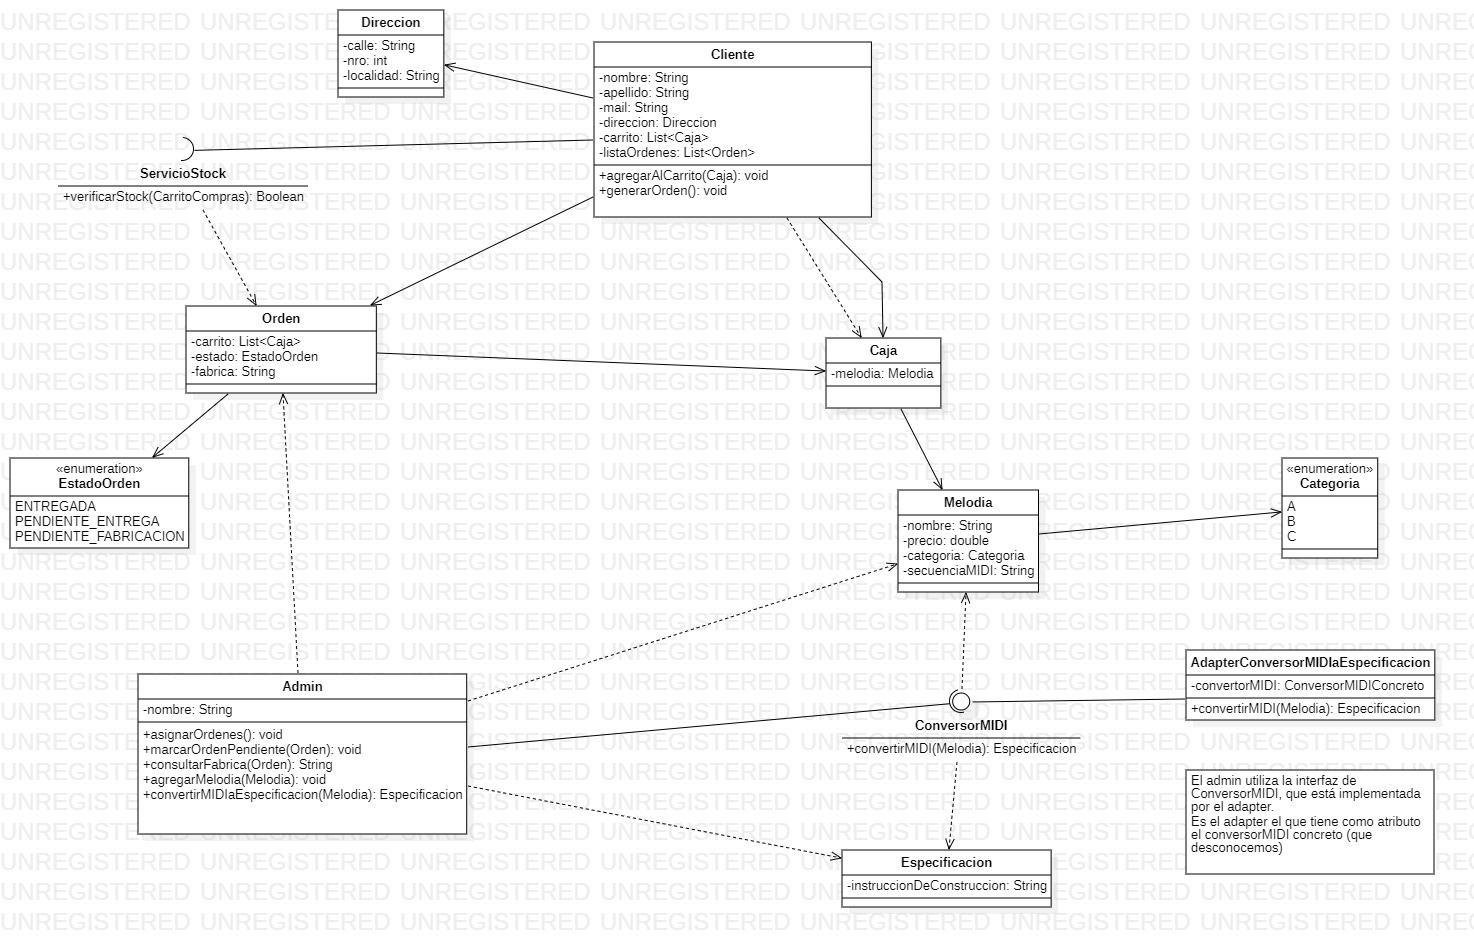 Direccion
-calle: String
-nro: int
-localidad: String
Cliente
-nombre: String
-apellido: String
-mail: String
-direccion: Direccion
-carrito: List<Caja>
-listaOrdenes: List<Orden>
+agregarAlCarrito(Caja): void
+generarOrden(): void
ServicioStock
+verificarStock(CarritoCompras): Boolean
Orden
-carrito: List<Caja>
-estado: EstadoOrden
-fabrica: String
Caja
-melodia: Melodia
«enumeration»
EstadoOrden
ENTREGADA
PENDIENTE_ENTREGA
PENDIENTE_FABRICACION
Melodia
-nombre: String
-precio: double
-categoria: Categoria
-secuenciaMIDI: String
«enumeration»
Categoria
A
B
C
Admin
-nombre: String
+asignarOrdenes(): void
+marcarOrdenPendiente(Orden): void
+consultarFabrica(Orden): String
+agregarMelodia(Melodia): void
+convertirMIDIaEspecificacion(Melodia): Especificacion
ConversorMIDI
+convertirMIDI(Melodia): Especificacion
AdapterConversorMIDIaEspecificacion
-convertorMIDI: ConversorMIDIConcreto
+convertirMIDI(Melodia): Especificacion
El admin utiliza la interfaz de
ConversorMIDI, que está implementada
por el adapter.
Es el adapter el que tiene como atributo
el conversorMIDI concreto (que
desconocemos)
Especificacion
-instruccionDeConstruccion: String
UNREGISTERED